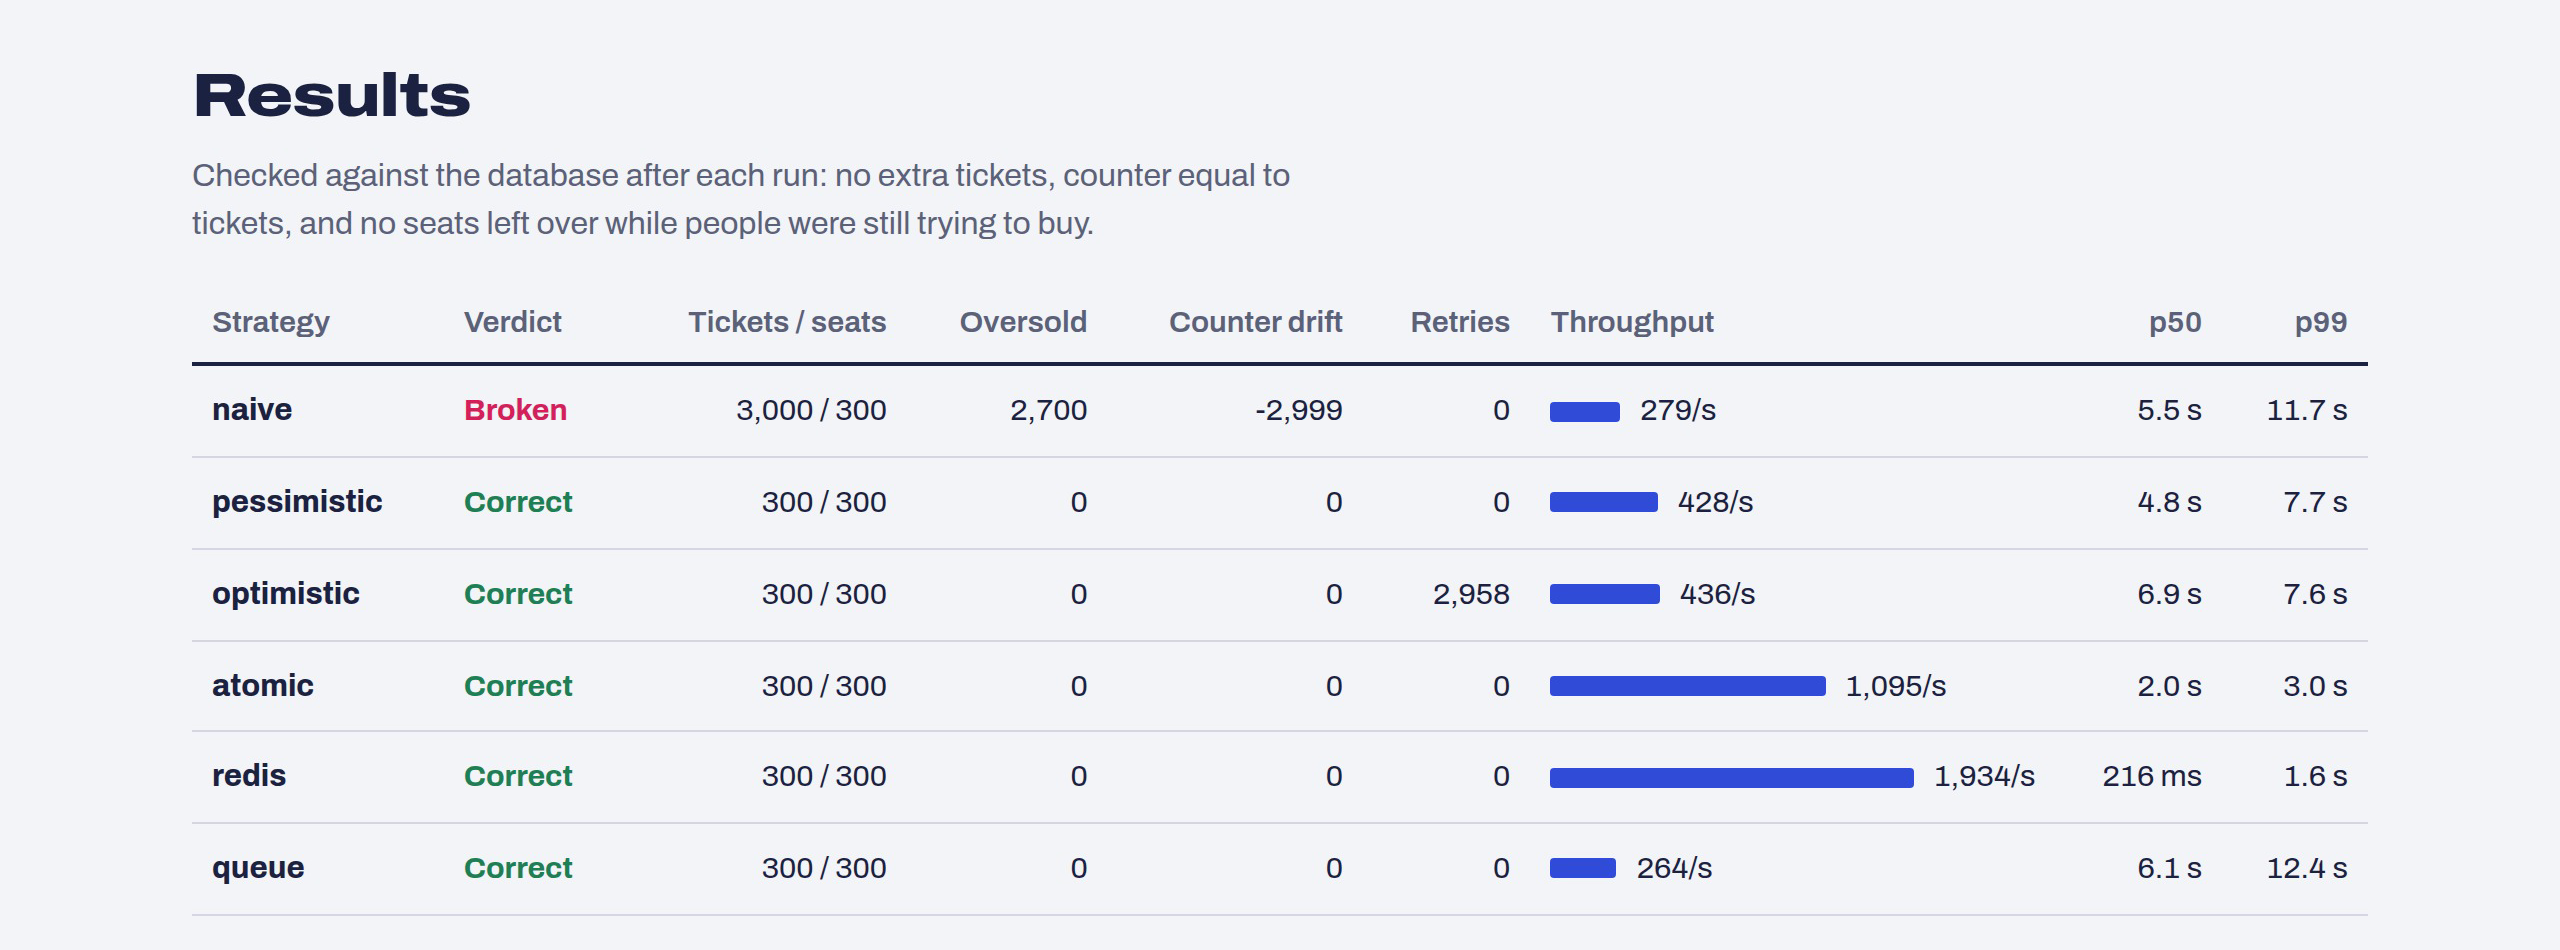 Results
Checked against the database after each run: no extra tickets, counter equal to
tickets, and no seats left over while people were still trying to buy.
Strategy Verdict Tickets / seats Oversold Counter drift Retries Throughput p50 p99
naive Broken 3,000 / 300 2,700 -2,999 0 279/s 5.5 s 11.7 s
pessimistic Correct 300 / 300 0 0 0 428/s 4.8 s 7.7 s
optimistic Correct 300 / 300 0 0 2,958 436/s 6.9 s 7.6 s
atomic Correct 300 / 300 0 0 0 1,095/s 2.0 s 3.0 s
redis Correct 300 / 300 0 0 0 1,934/s 216 ms 1.6 s
queue Correct 300 / 300 0 0 0 264/s 6.1 s 12.4 s